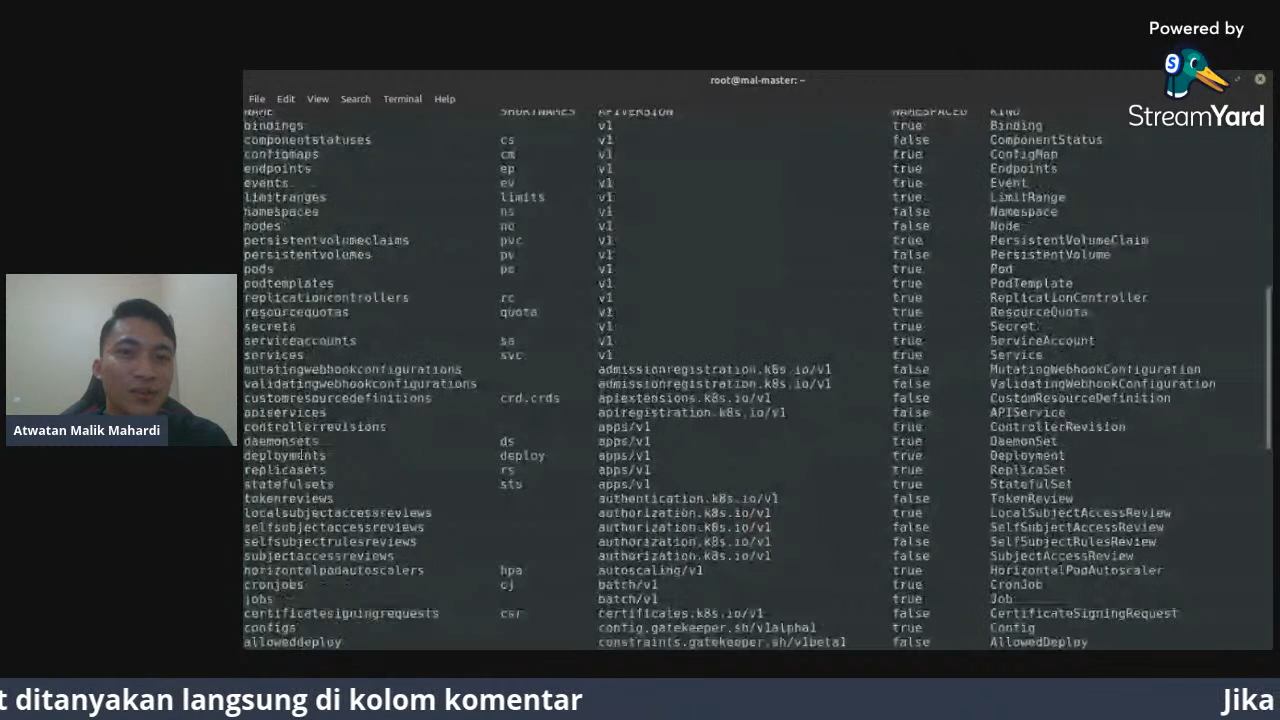 Powered by
StreamYard
root@mal-master: ~
File Edit View Search Terminal Help
NAME SHORTNAMES APIVERSION NAMESPACED KIND
bindings v1 true Binding
componentstatuses cs v1 false ComponentStatus
configmaps cm v1 true ConfigMap
endpoints ep v1 true Endpoints
events ev v1 true Event
limitranges limits v1 true LimitRange
namespaces ns v1 false Namespace
nodes no v1 false Node
persistentvolumeclaims pvc v1 true PersistentVolumeClaim
persistentvolumes pv v1 false PersistentVolume
pods po v1 true Pod
podtemplates v1 true PodTemplate
replicationcontrollers rc v1 true ReplicationController
resourcequotas quota v1 true ResourceQuota
secrets v1 true Secret
serviceaccounts sa v1 true ServiceAccount
services svc v1 true Service
mutatingwebhookconfigurations admissionregistration.k8s.io/v1 false MutatingWebhookConfiguration
validatingwebhookconfigurations admissionregistration.k8s.io/v1 false ValidatingWebhookConfiguration
customresourcedefinitions crd,crds apiextensions.k8s.io/v1 false CustomResourceDefinition
apiservices apiregistration.k8s.io/v1 false APIService
controllerrevisions apps/v1 true ControllerRevision
daemonsets ds apps/v1 true DaemonSet
deployments deploy apps/v1 true Deployment
replicasets rs apps/v1 true ReplicaSet
statefulsets sts apps/v1 true StatefulSet
tokenreviews authentication.k8s.io/v1 false TokenReview
localsubjectaccessreviews authorization.k8s.io/v1 true LocalSubjectAccessReview
selfsubjectaccessreviews authorization.k8s.io/v1 false SelfSubjectAccessReview
selfsubjectrulesreviews authorization.k8s.io/v1 false SelfSubjectRulesReview
subjectaccessreviews authorization.k8s.io/v1 false SubjectAccessReview
horizontalpodautoscalers hpa autoscaling/v1 true HorizontalPodAutoscaler
cronjobs cj batch/v1 true CronJob
jobs batch/v1 true Job
certificatesigningrequests csr certificates.k8s.io/v1 false CertificateSigningRequest
configs config.gatekeeper.sh/v1alpha1 true Config
alloweddeploy constraints.gatekeeper.sh/v1beta1 false AllowedDeploy
Atwatan Malik Mahardi
t ditanyakan langsung di kolom komentar Jika